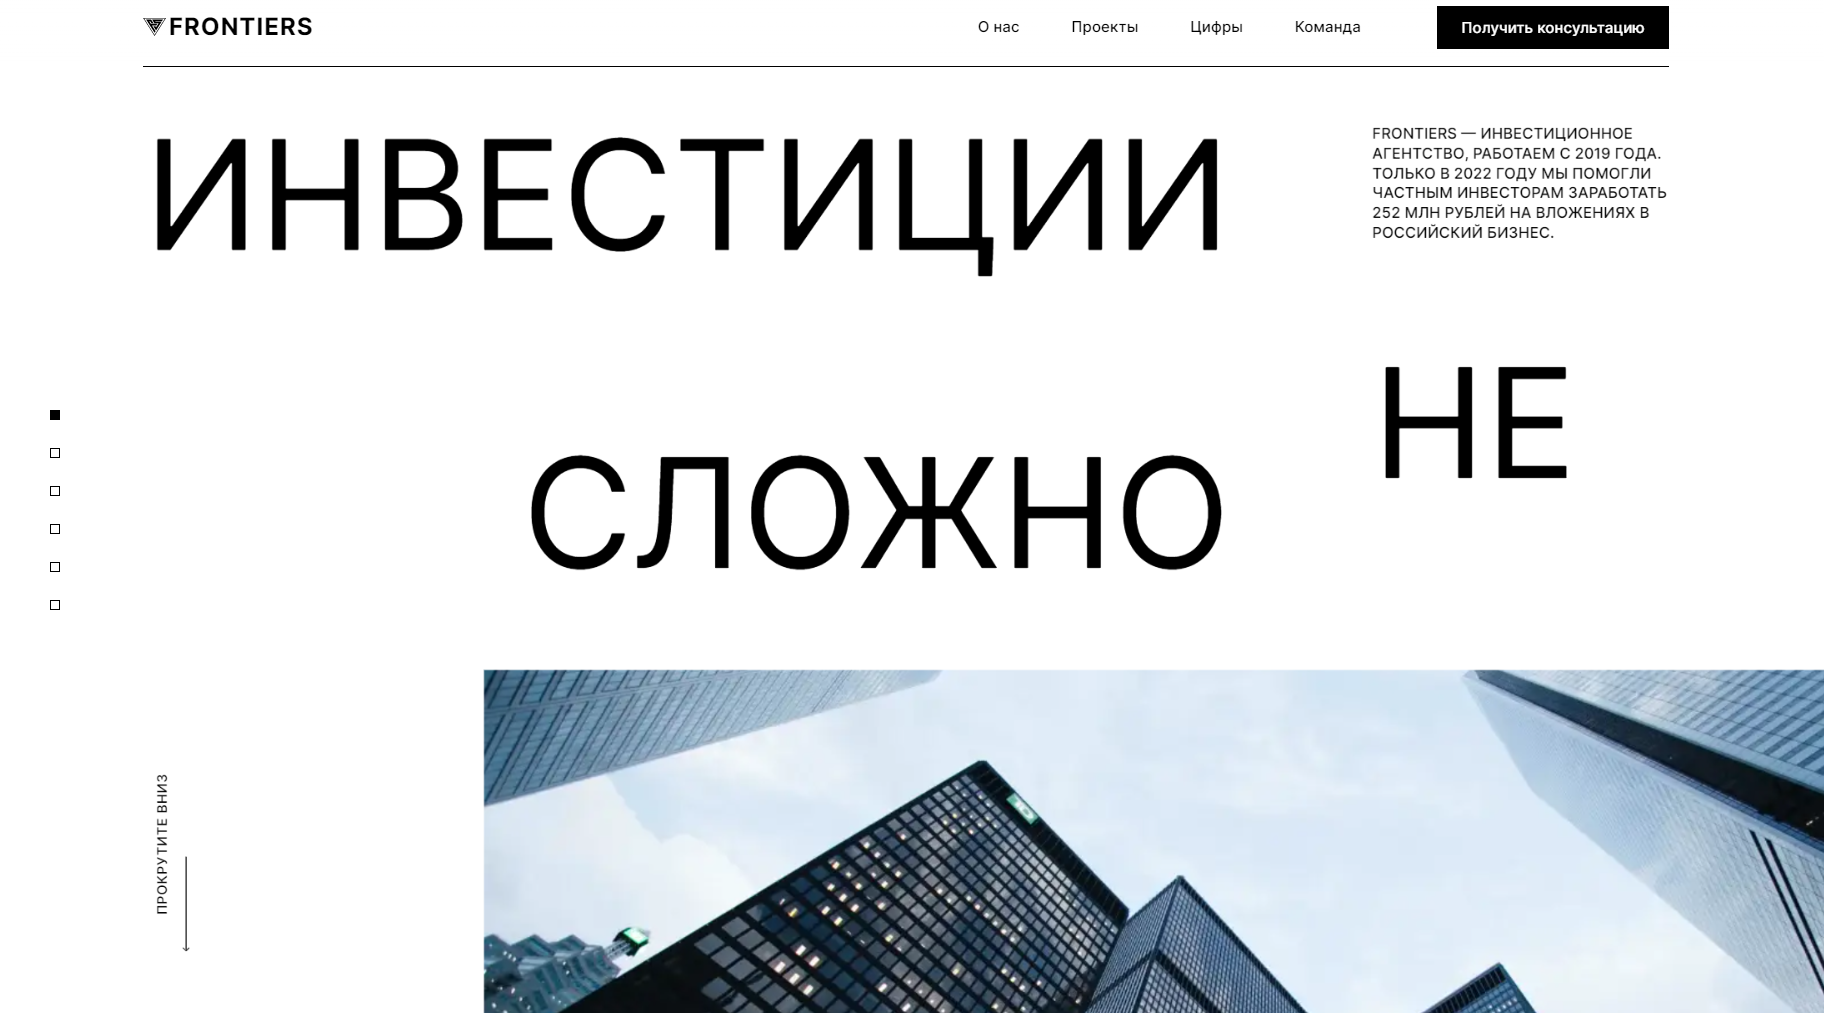 FRONTIERS
О нас
Проекты
Цифры
Команда
Получить консультацию
ИНВЕСТИЦИИ
FRONTIERS — ИНВЕСТИЦИОННОЕ
АГЕНТСТВО, РАБОТАЕМ С 2019 ГОДА.
ТОЛЬКО В 2022 ГОДУ МЫ ПОМОГЛИ
ЧАСТНЫМ ИНВЕСТОРАМ ЗАРАБОТАТЬ
252 МЛН РУБЛЕЙ НА ВЛОЖЕНИЯХ В
РОССИЙСКИЙ БИЗНЕС.
НЕ
СЛОЖНО
ПРОКРУТИТЕ ВНИЗ